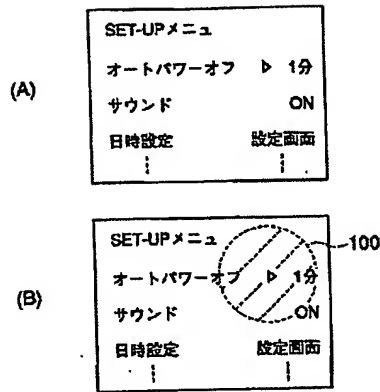 (A)
SET-UPメニュー
オートパワーオフ ▷ 1分
サウンド ON
日時設定 設定画面
(B)
SET-UPメニュー
100
オートパワーオフ ▷ 1分
サウンド ON
日時設定 設定画面